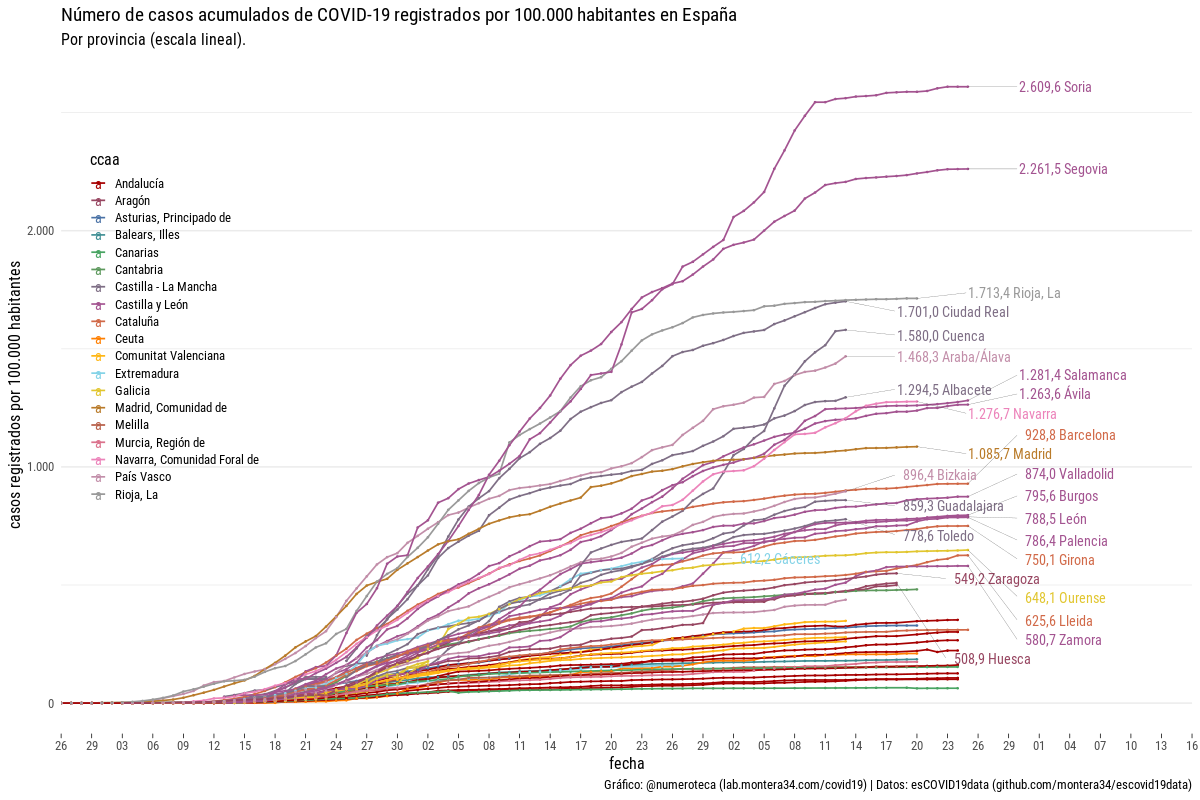 Número de casos acumulados de COVID-19 registrados por 100.000 habitantes en España
Por provincia (escala lineal).
casos registrados por 100.000 habitantes
2.000
1.000
0
ccaa
Andalucía
Aragón
Asturias, Principado de
Balears, Illes
Canarias
Cantabria
Castilla - La Mancha
Castilla y León
Cataluña
Ceuta
Comunitat Valenciana
Extremadura
Galicia
Madrid, Comunidad de
Melilla
Murcia, Región de
Navarra, Comunidad Foral de
País Vasco
Rioja, La
2.609,6 Soria
2.261,5 Segovia
1.713,4 Rioja, La
1.701,0 Ciudad Real
1.580,0 Cuenca
1.468,3 Araba/Álava
1.281,4 Salamanca
1.294,5 Albacete
1.263,6 Ávila
1.276,7 Navarra
928,8 Barcelona
1.085,7 Madrid
896,4 Bizkaia
874,0 Valladolid
795,6 Burgos
859,3 Guadalajara
788,5 León
778,6 Toledo
786,4 Palencia
612,2 Cáceres
750,1 Girona
549,2 Zaragoza
648,1 Ourense
625,6 Lleida
580,7 Zamora
508,9 Huesca
26 29 03 06 09 12 15 18 21 24 27 30 02 05 08 11 14 17 20 23 26 29 02 05 08 11 14 17 20 23 26 29 01 04 07 10 13 16
fecha
Gráfico: @numeroteca (lab.montera34.com/covid19) | Datos: esCOVID19data (github.com/montera34/escovid19data)